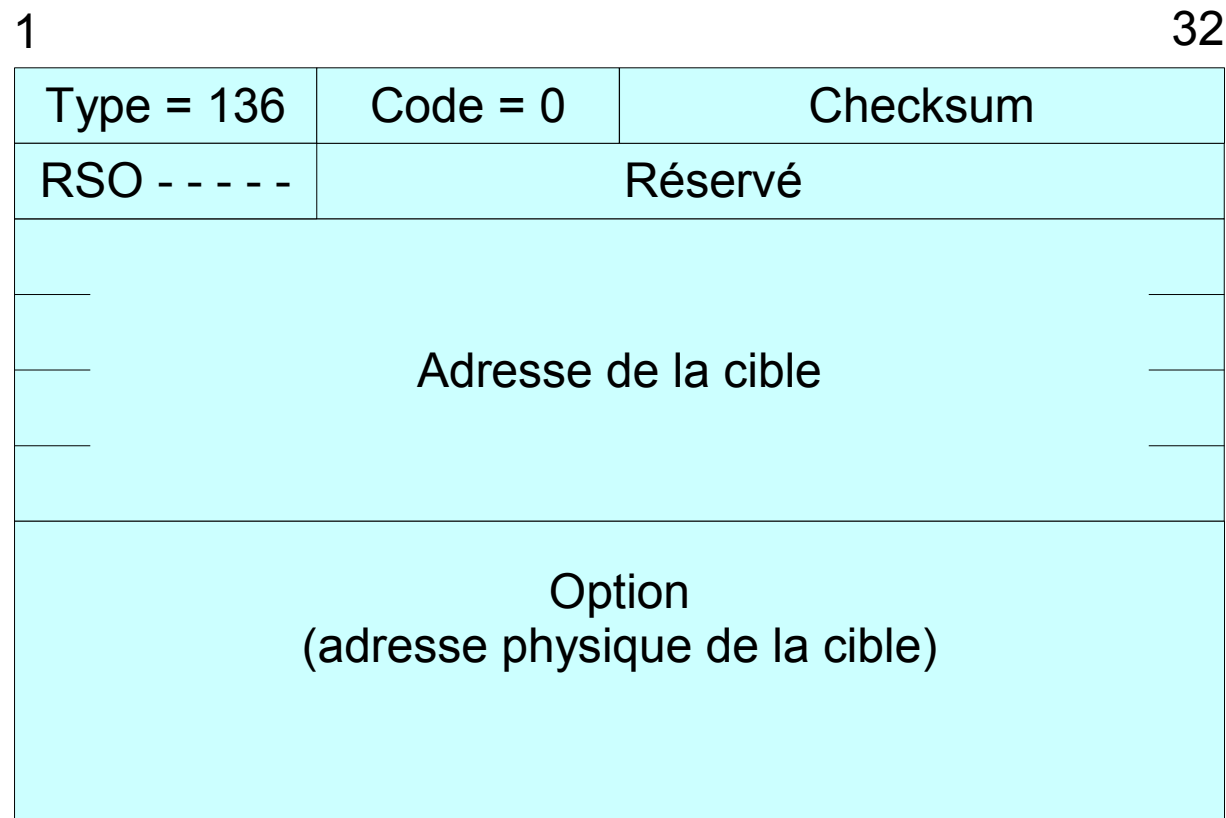 1 32
Type = 136 Code = 0 Checksum
RSO - - - - - Réservé
Adresse de la cible
Option
(adresse physique de la cible)